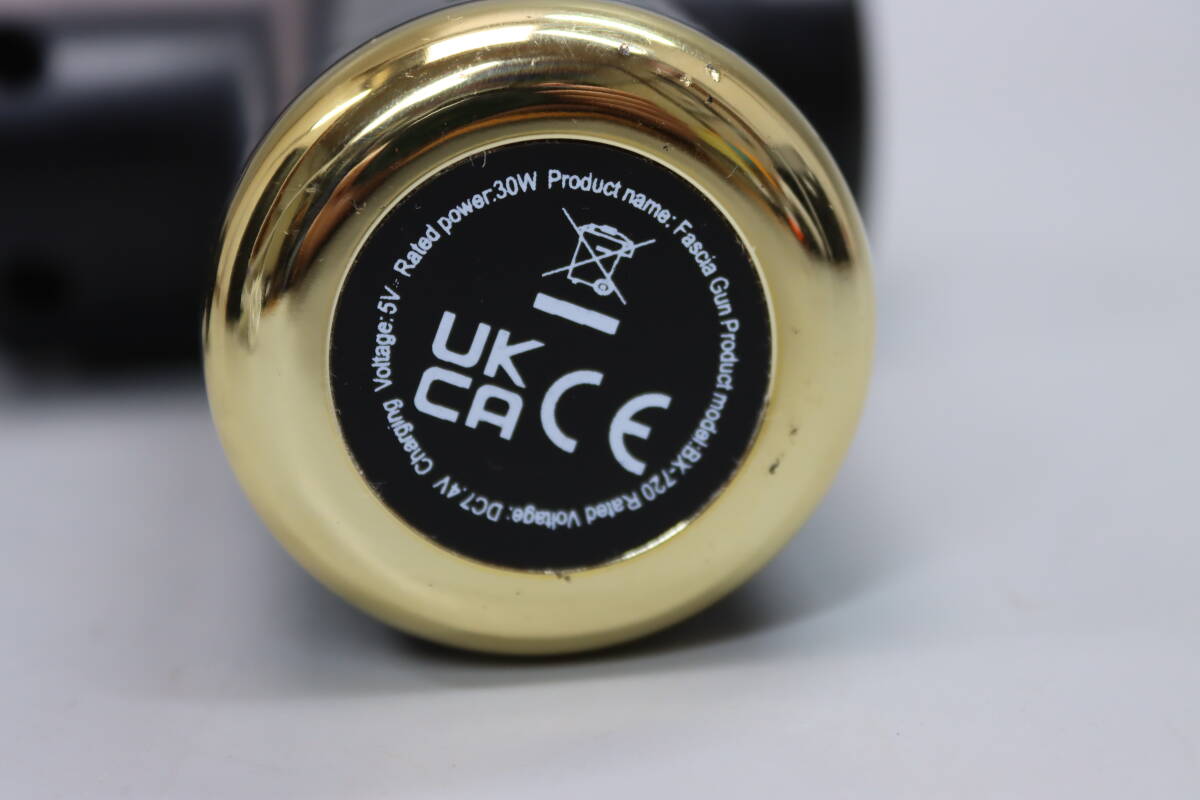 Product name: Fascia Gun Product model:BX-720 Rated Voltage: DC7.4V Charging Voltage: 5V Rated power:30W
UK
CA CE